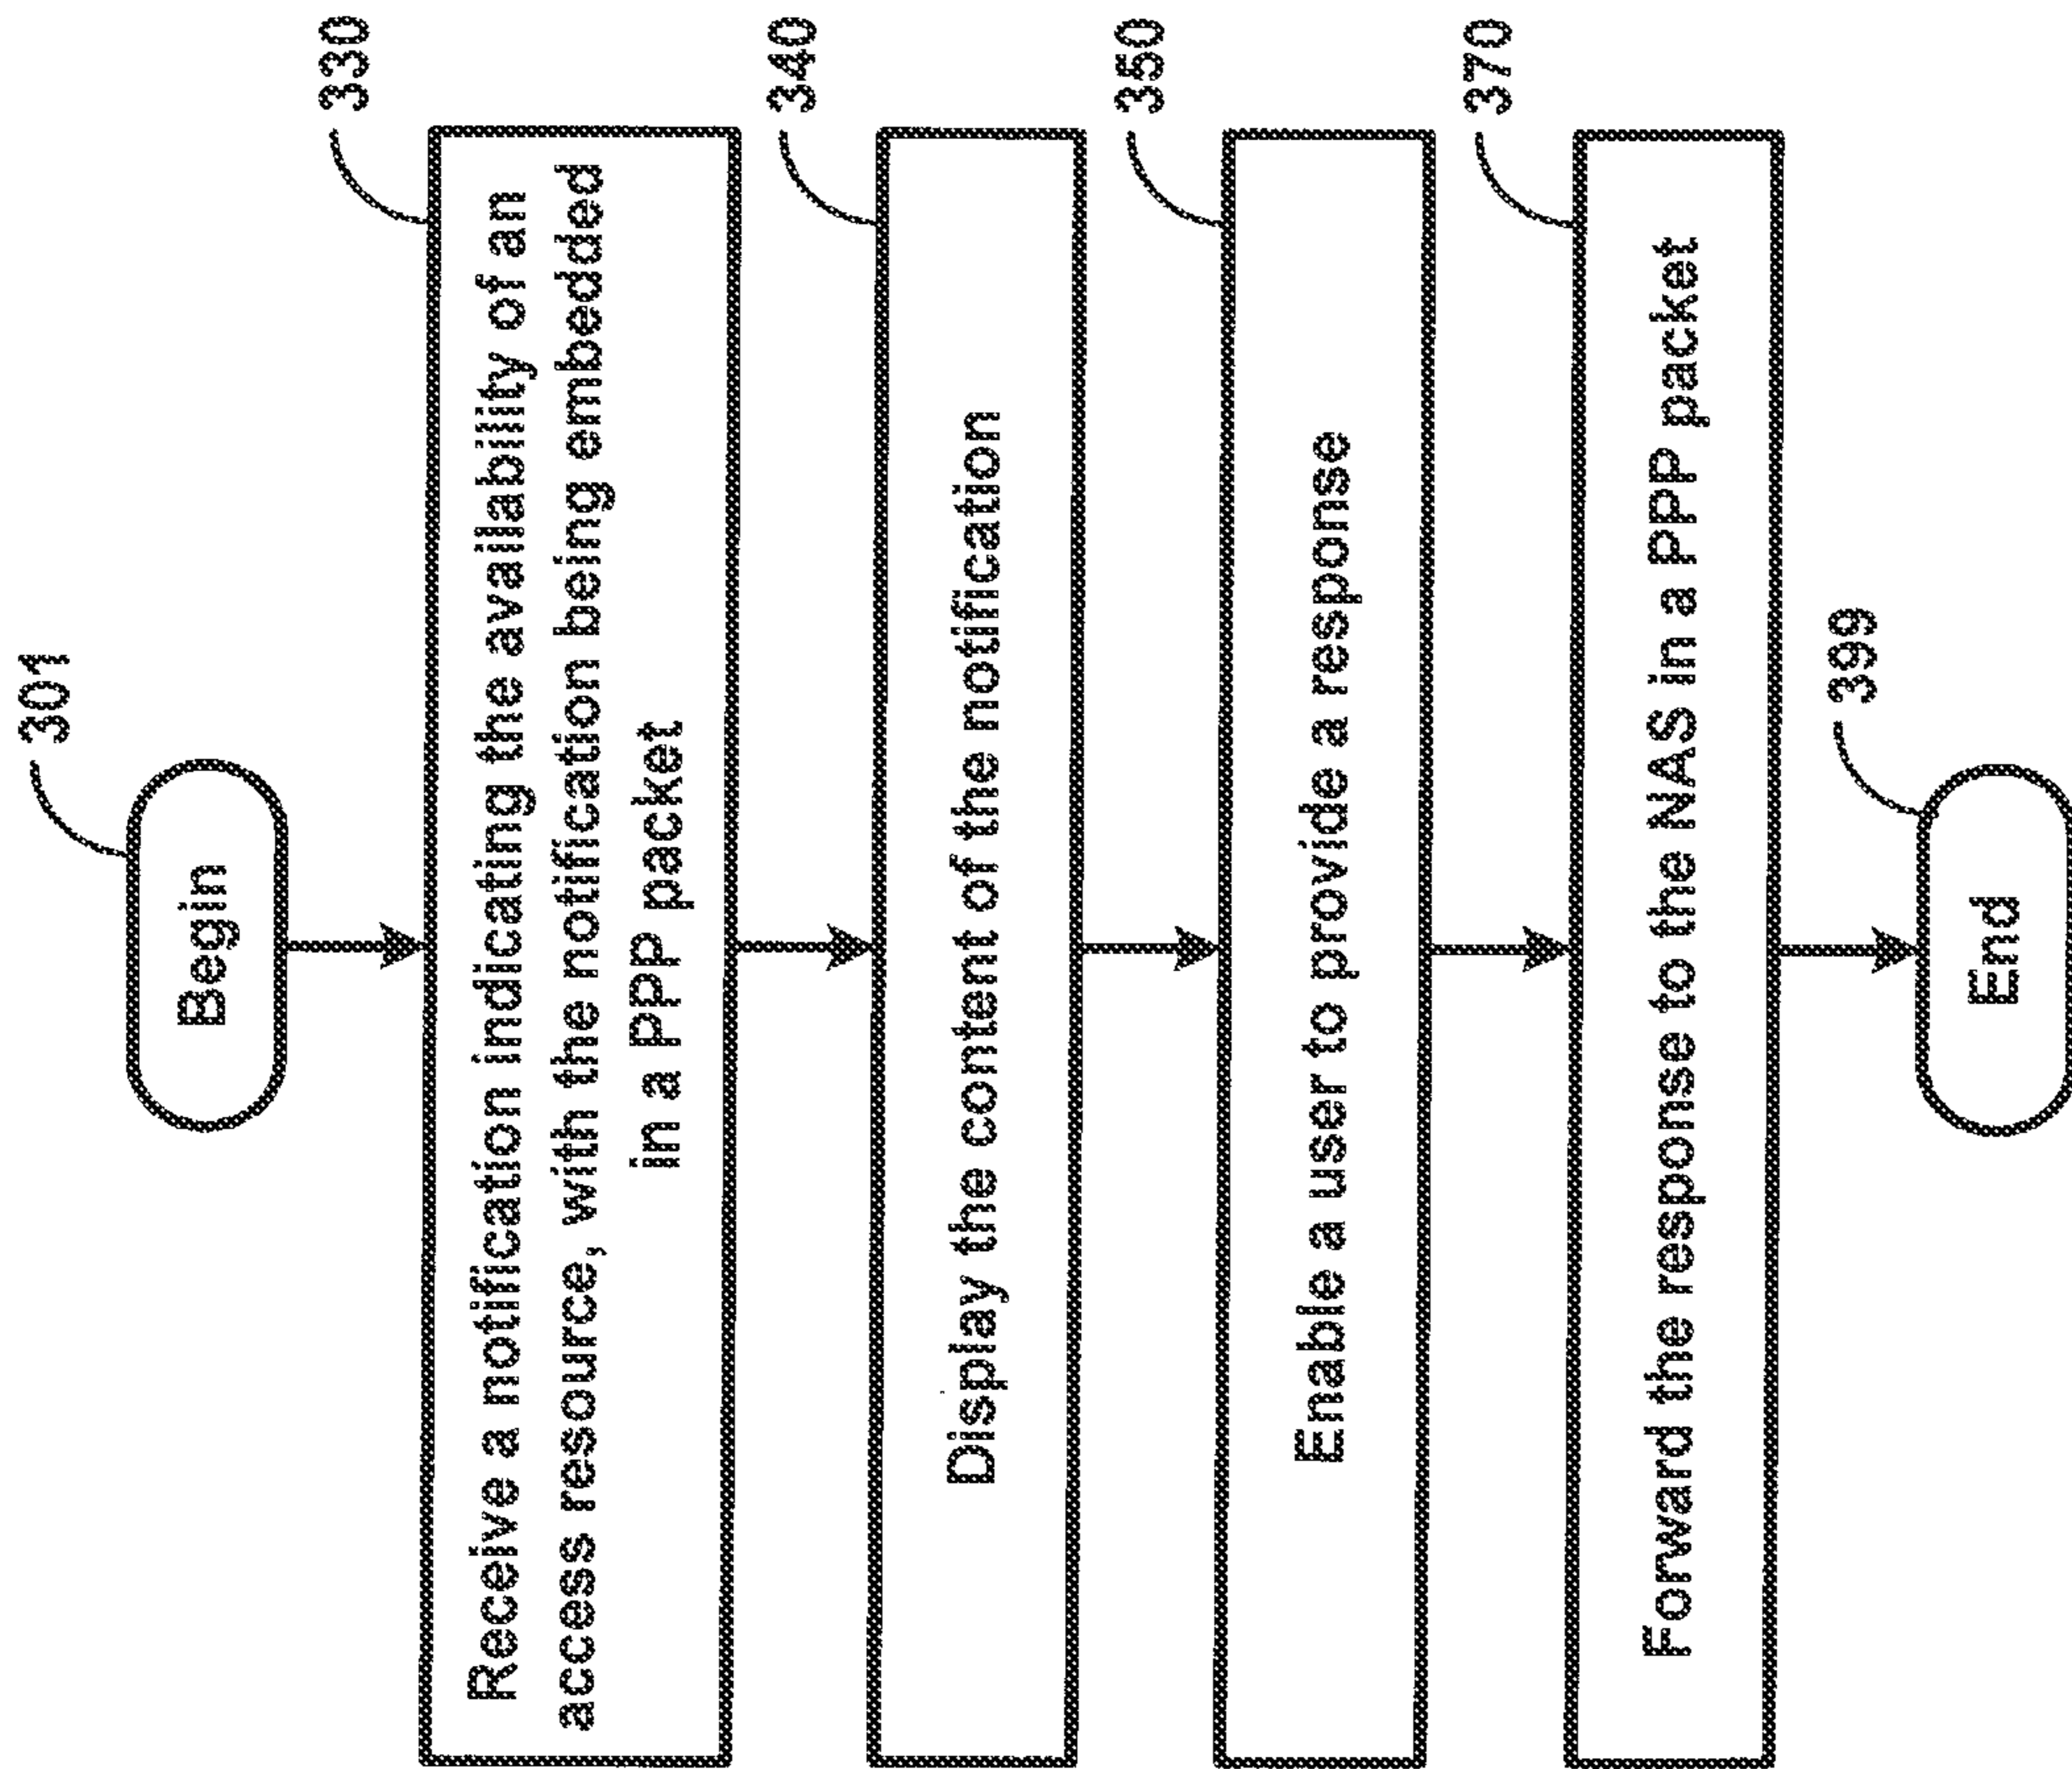 301
Begin
330
Receive a notification indicating the availability of an
access resource, with the notification being embedded
in a PPP packet
340
Display the content of the notification
350
Enable a user to provide a response
370
Forward the response to the NAS in a PPP packet
399
End